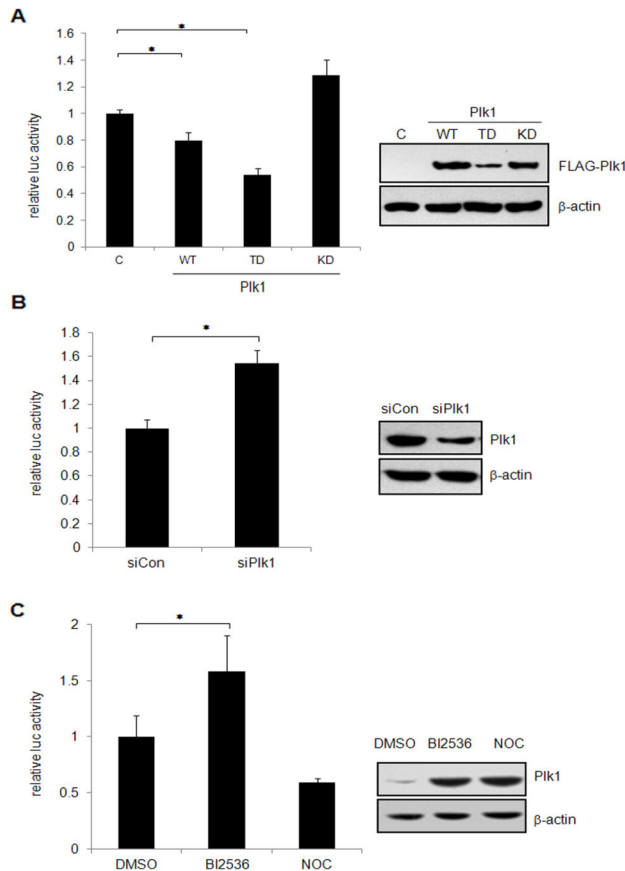 A
relative luc activity
1.6
1.4
1.2
1
0.8
0.6
0.4
0.2
0
*
*
C WT TD KD
Plk1
Plk1
C WT TD KD
FLAG-Plk1
β-actin
B
relative luc activity
1.8
1.6
1.4
1.2
1
0.8
0.6
0.4
0.2
0
*
siCon siPlk1
siCon siPlk1
Plk1
β-actin
C
relative luc activity
2
1.5
1
0.5
0
*
DMSO BI2536 NOC
DMSO BI2536 NOC
Plk1
β-actin